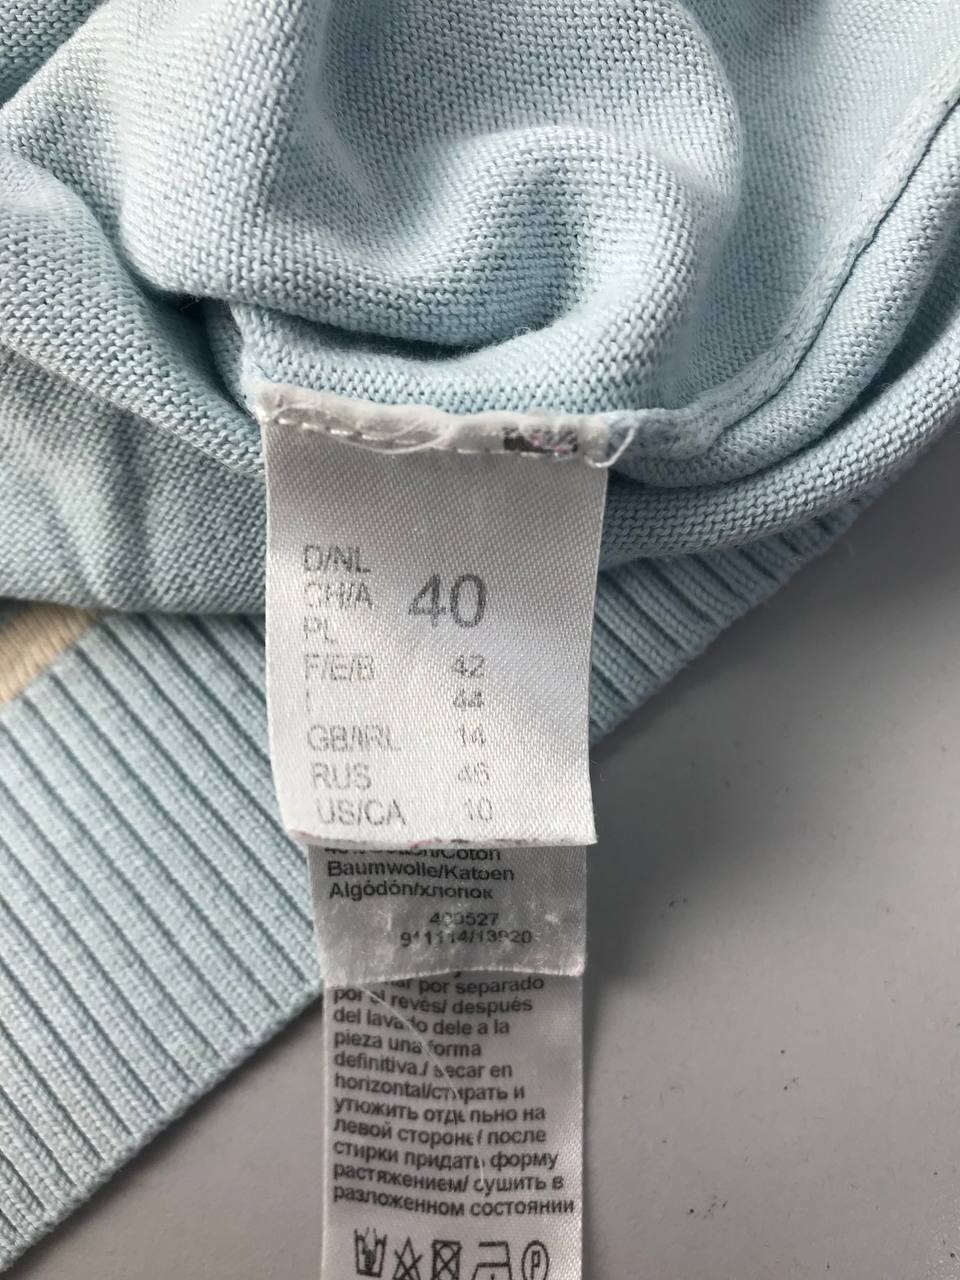 D/NL
CH/A 40
PL
F/E/B 42
I 44
GB/IRL 14
RUS 46
US/CA 10
Baumwolle/Katoen
Algódón/хлопок
por separado
por el revés/ después
del lavado dele a la
pieza una forma
definitiva./ secar en
horizontal/стирать и
утюжить отдельно на
левой стороне/ после
стирки придать форму
растяжением/ сушить в
разложенном состоянии
P